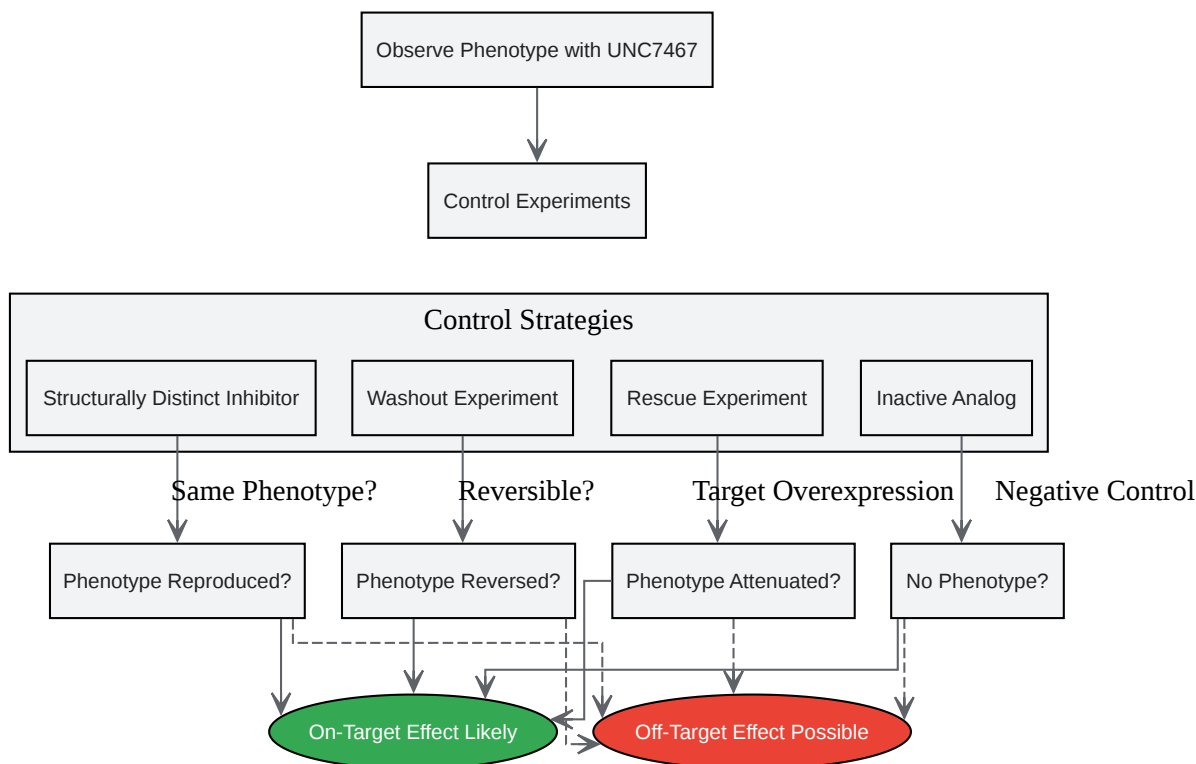 Observe Phenotype with UNC7467
Control Experiments
Control Strategies
Structurally Distinct Inhibitor
Washout Experiment
Rescue Experiment
Inactive Analog
Same Phenotype?
Reversible?
Target Overexpression
Negative Control
Phenotype Reproduced?
Phenotype Reversed?
Phenotype Attenuated?
No Phenotype?
On-Target Effect Likely
Off-Target Effect Possible